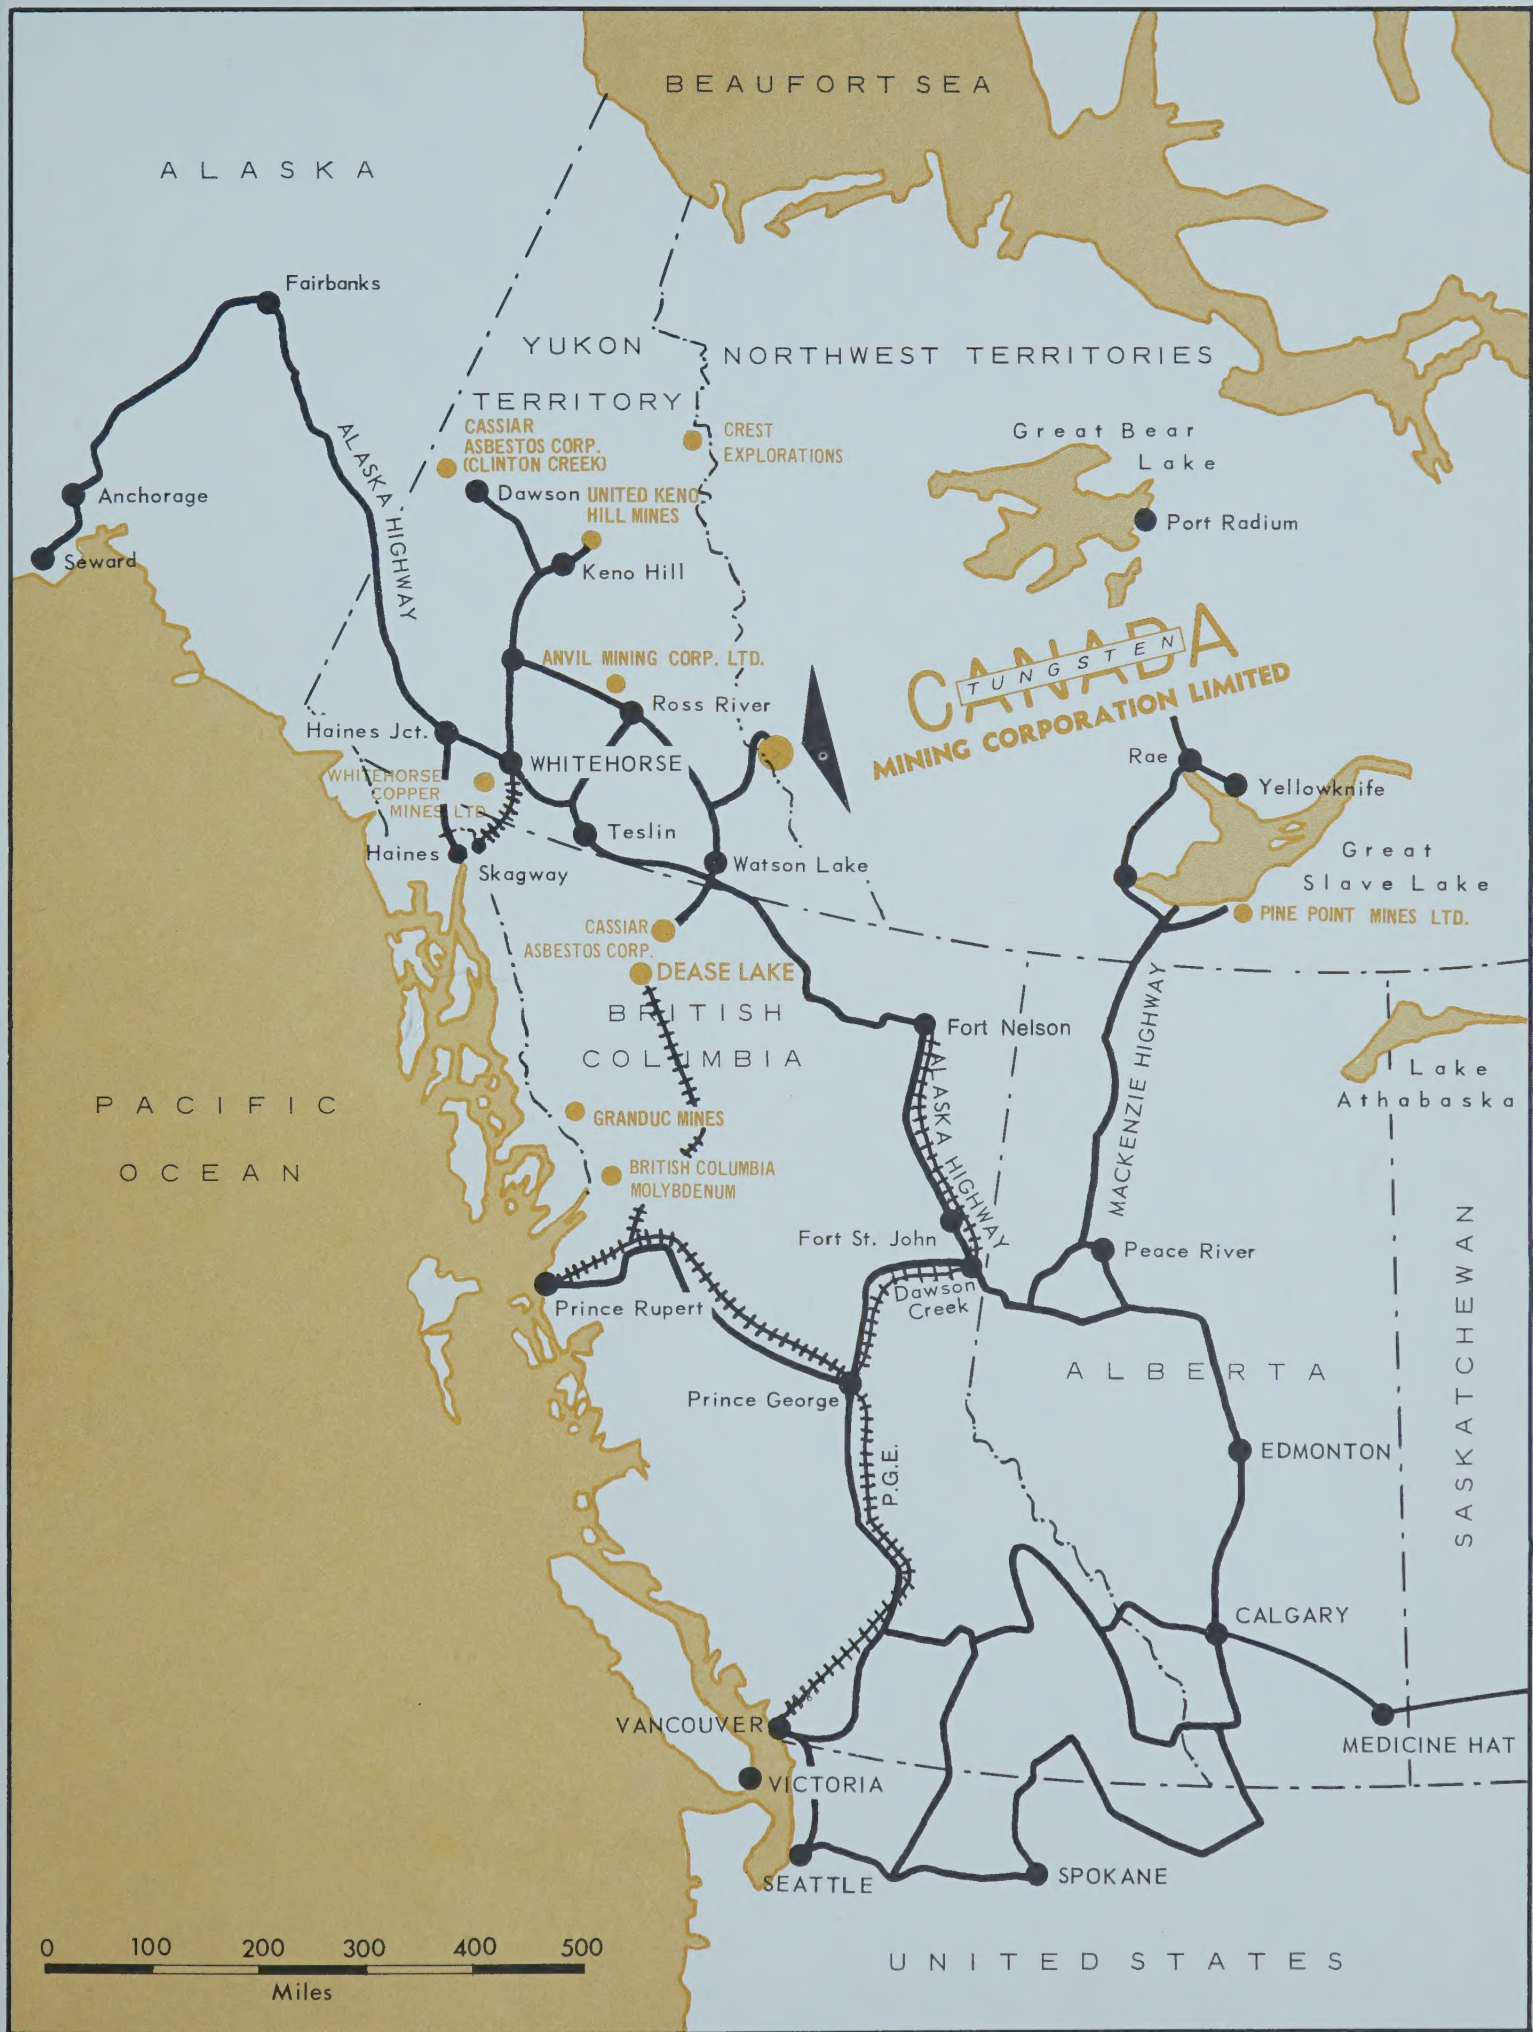 BEAUFORT SEA
ALASKA
Fairbanks
YUKON
TERRITORY
NORTHWEST TERRITORIES
CASSIAR
ASBESTOS CORP.
(CLINTON CREEK)
CREST
EXPLORATIONS
Great Bear
Lake
ALASKA HIGHWAY
Anchorage
Dawson
UNITED KENO
HILL MINES
Port Radium
Seward
Keno Hill
CANADA
TUNGSTEN
MINING CORPORATION LIMITED
ANVIL MINING CORP. LTD.
Ross River
Haines Jct.
WHITEHORSE
Rae
Yellowknife
WHITEHORSE
COPPER
MINES LTD
Teslin
Haines
Skagway
Watson Lake
Great
Slave Lake
PINE POINT MINES LTD.
CASSIAR
ASBESTOS CORP.
DEASE LAKE
BRITISH
COLUMBIA
Fort Nelson
ALASKA HIGHWAY
MACKENZIE HIGHWAY
Lake
Athabaska
PACIFIC
OCEAN
GRANDUC MINES
BRITISH COLUMBIA
MOLYBDENUM
Fort St. John
Peace River
Dawson
Creek
Prince Rupert
SASKATCHEWAN
ALBERTA
Prince George
P.G.E.
EDMONTON
CALGARY
VANCOUVER
MEDICINE HAT
VICTORIA
SEATTLE
SPOKANE
UNITED STATES
0 100 200 300 400 500
Miles